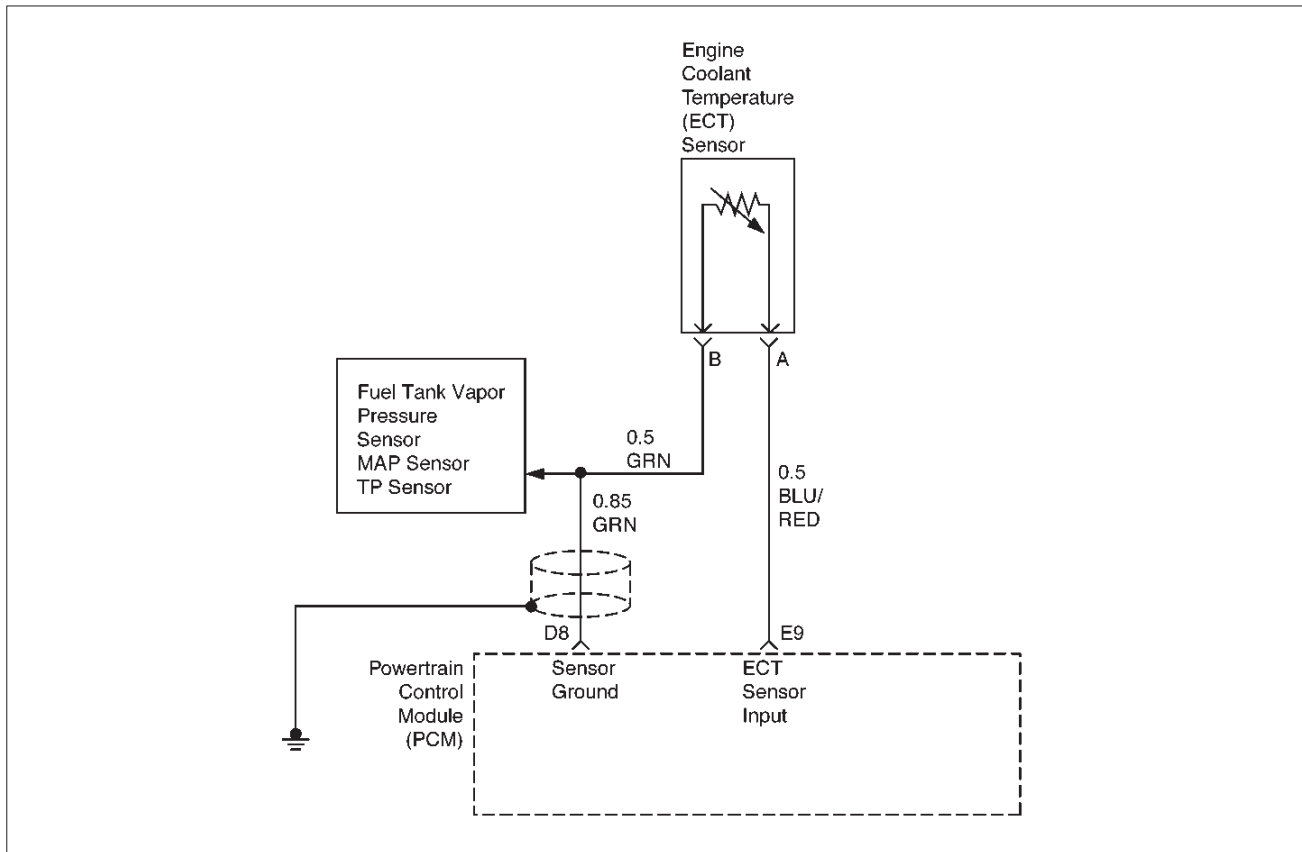 Engine
Coolant
Temperature
(ECT)
Sensor
B
A
Fuel Tank Vapor
Pressure
Sensor
MAP Sensor
TP Sensor
0.5
GRN
0.85
GRN
0.5
BLU/
RED
D8
E9
Powertrain
Control
Module
(PCM)
Sensor
Ground
ECT
Sensor
Input